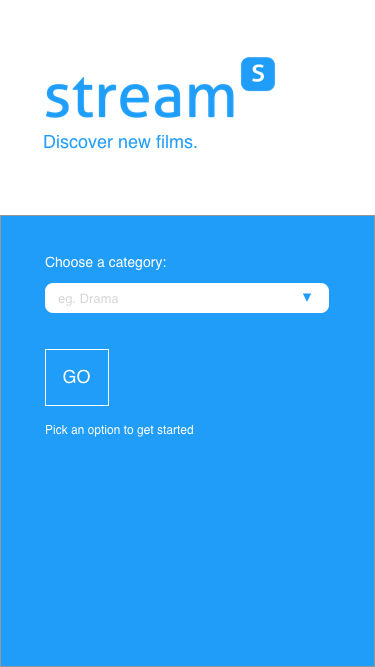 stream S
Discover new films.
Choose a category:
eg. Drama
GO
Pick an option to get started